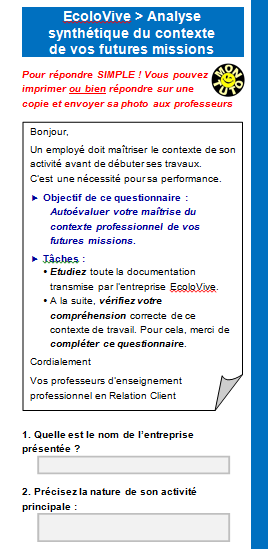 EcoloVive > Analyse
synthétique du contexte
de vos futures missions
Pour répondre SIMPLE ! Vous pouvez
imprimer ou bien répondre sur une
copie et envoyer sa photo aux professeurs
MON
TUTO
Bonjour,
Un employé doit maîtriser le contexte de son
activité avant de débuter ses travaux.
C'est une nécessité pour sa performance.
► Objectif de ce questionnaire :
Autoévaluer votre maîtrise du
contexte professionnel de vos
futures missions.
► Tâches :
• Etudiez toute la documentation
transmise par l'entreprise EcoloVive.
• A la suite, vérifiez votre
compréhension correcte de ce
contexte de travail. Pour cela, merci de
compléter ce questionnaire.
Cordialement
Vos professeurs d'enseignement
professionnel en Relation Client
1. Quelle est le nom de l'entreprise
présentée ?
2. Précisez la nature de son activité
principale :